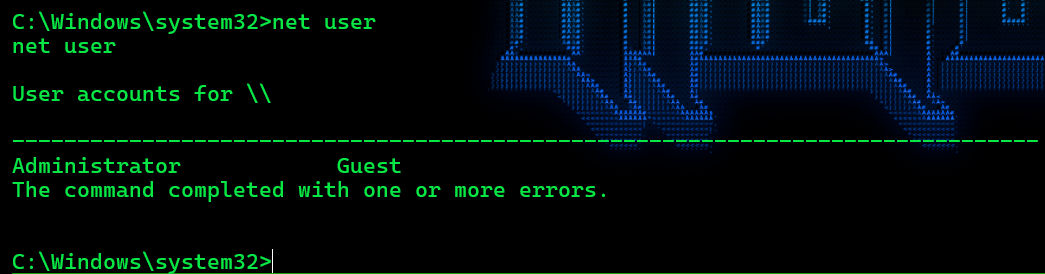 C:\Windows\system32>net user
net user
User accounts for \\
-------------------------------------------------------------------------------
Administrator            Guest
The command completed with one or more errors.
C:\Windows\system32>